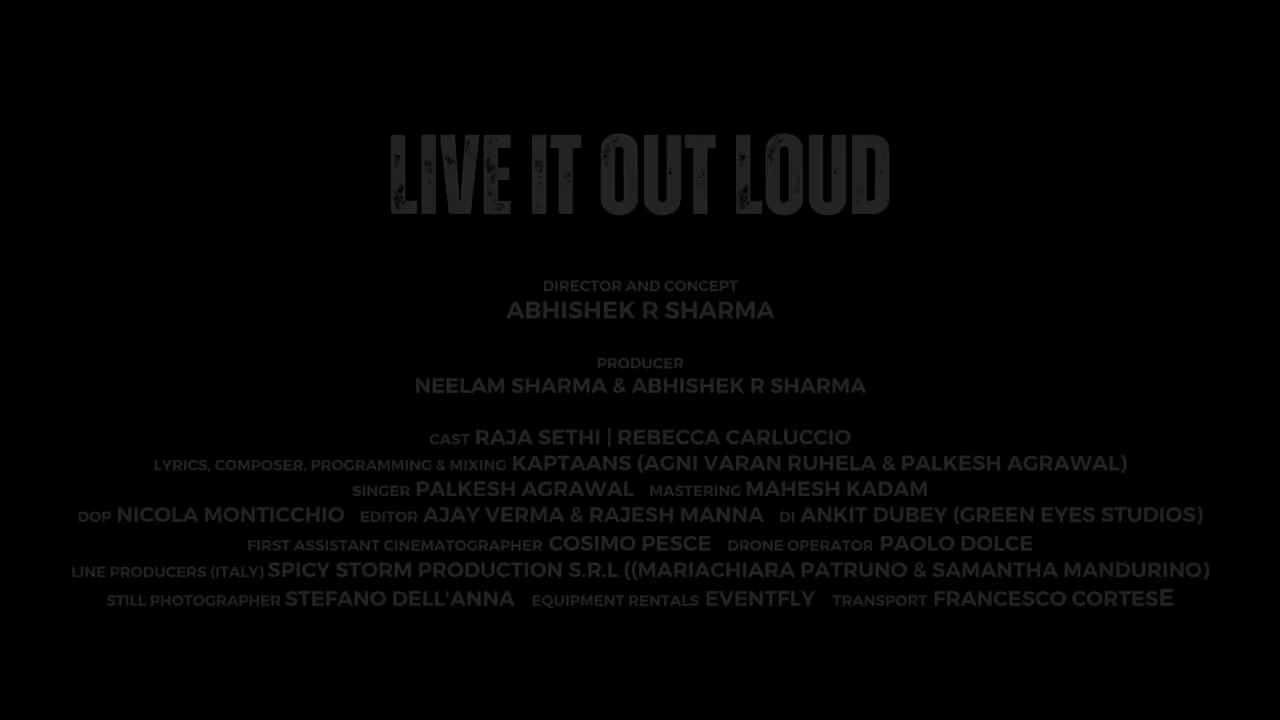 LIVE IT OUT LOUD
DIRECTOR AND CONCEPT
ABHISHEK R SHARMA
PRODUCER
NEELAM SHARMA & ABHISHEK R SHARMA
CAST RAJA SETHI | REBECCA CARLUCCIO
LYRICS, COMPOSER, PROGRAMMING & MIXING KAPTAANS (AGNI VARAN RUHELA & PALKESH AGRAWAL)
SINGER PALKESH AGRAWAL MASTERING MAHESH KADAM
DOP NICOLA MONTICCHIO EDITOR AJAY VERMA & RAJESH MANNA DI ANKIT DUBEY (GREEN EYES STUDIOS)
FIRST ASSISTANT CINEMATOGRAPHER COSIMO PESCE DRONE OPERATOR PAOLO DOLCE
LINE PRODUCERS (ITALY) SPICY STORM PRODUCTION S.R.L ((MARIACHIARA PATRUNO & SAMANTHA MANDURINO)
STILL PHOTOGRAPHER STEFANO DELL'ANNA EQUIPMENT RENTALS EVENTFLY TRANSPORT FRANCESCO CORTESE